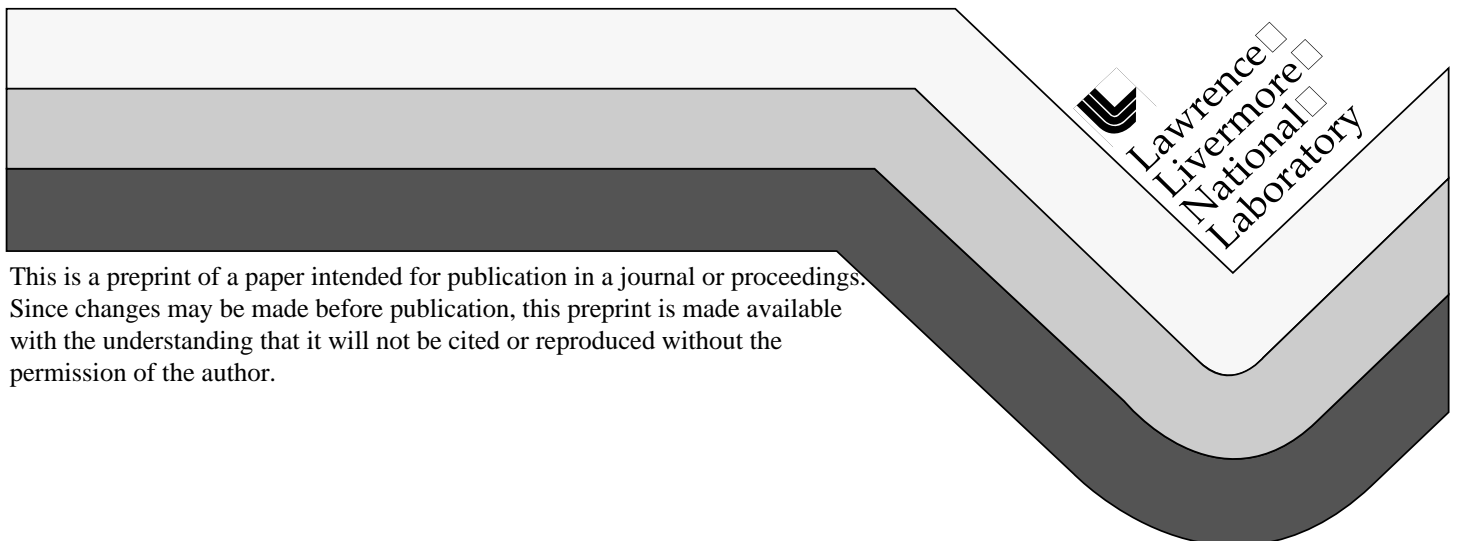 Lawrence
Livermore
National
Laboratory
This is a preprint of a paper intended for publication in a journal or proceedings.
Since changes may be made before publication, this preprint is made available
with the understanding that it will not be cited or reproduced without the
permission of the author.